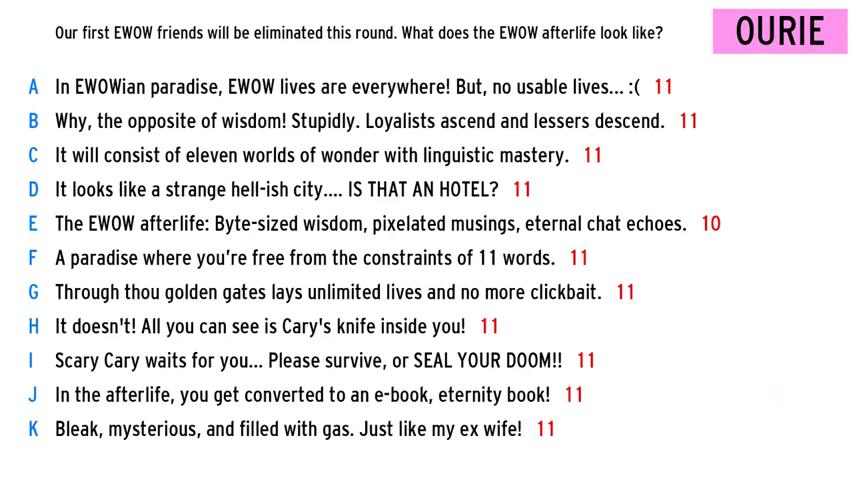 Our first EWOW friends will be eliminated this round. What does the EWOW afterlife look like?
OURIE
A In EWOWian paradise, EWOW lives are everywhere! But, no usable lives... :( 11
B Why, the opposite of wisdom! Stupidly. Loyalists ascend and lessers descend. 11
C It will consist of eleven worlds of wonder with linguistic mastery. 11
D It looks like a strange hell-ish city.... IS THAT AN HOTEL? 11
E The EWOW afterlife: Byte-sized wisdom, pixelated musings, eternal chat echoes. 10
F A paradise where you're free from the constraints of 11 words. 11
G Through thou golden gates lays unlimited lives and no more clickbait. 11
H It doesn't! All you can see is Cary's knife inside you! 11
I Scary Cary waits for you... Please survive, or SEAL YOUR DOOM!! 11
J In the afterlife, you get converted to an e-book, eternity book! 11
K Bleak, mysterious, and filled with gas. Just like my ex wife! 11